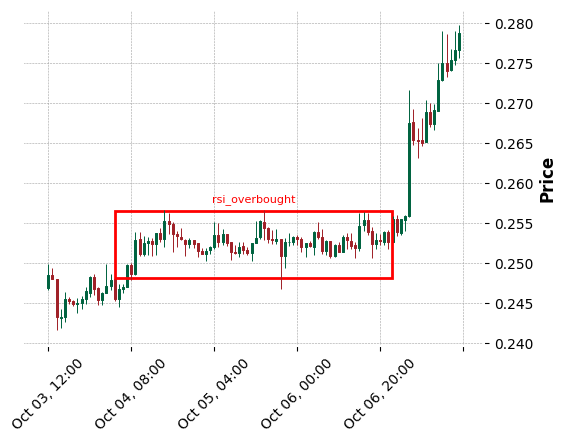 0.280
0.275
0.270
0.265
0.260
0.255
0.250
0.245
0.240
Price
rsi_overbought
Oct 03, 12:00
Oct 04, 08:00
Oct 05, 04:00
Oct 06, 00:00
Oct 06, 20:00